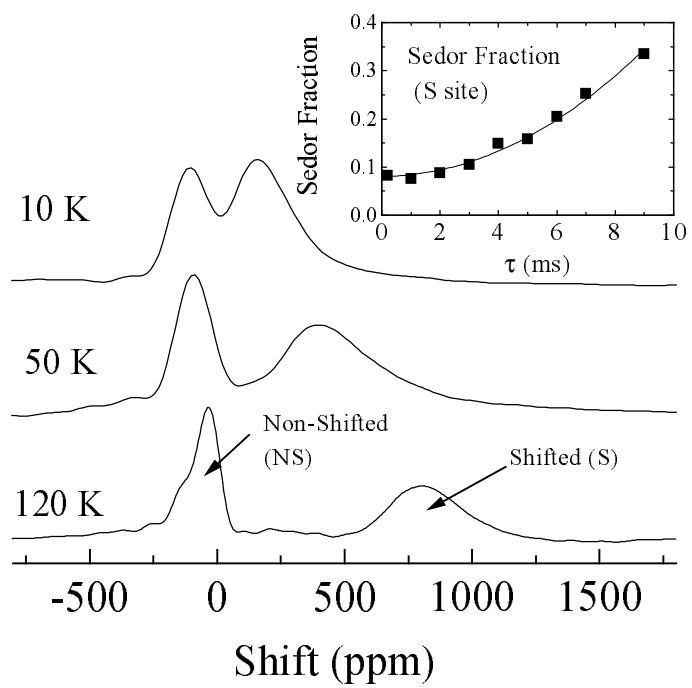 0.4
0.3
0.2
0.1
0.0
Sedor Fraction
Sedor Fraction
(S site)
0 2 4 6 8 10
τ (ms)
10 K
50 K
120 K
Non-Shifted
(NS)
Shifted (S)
-500 0 500 1000 1500
Shift (ppm)